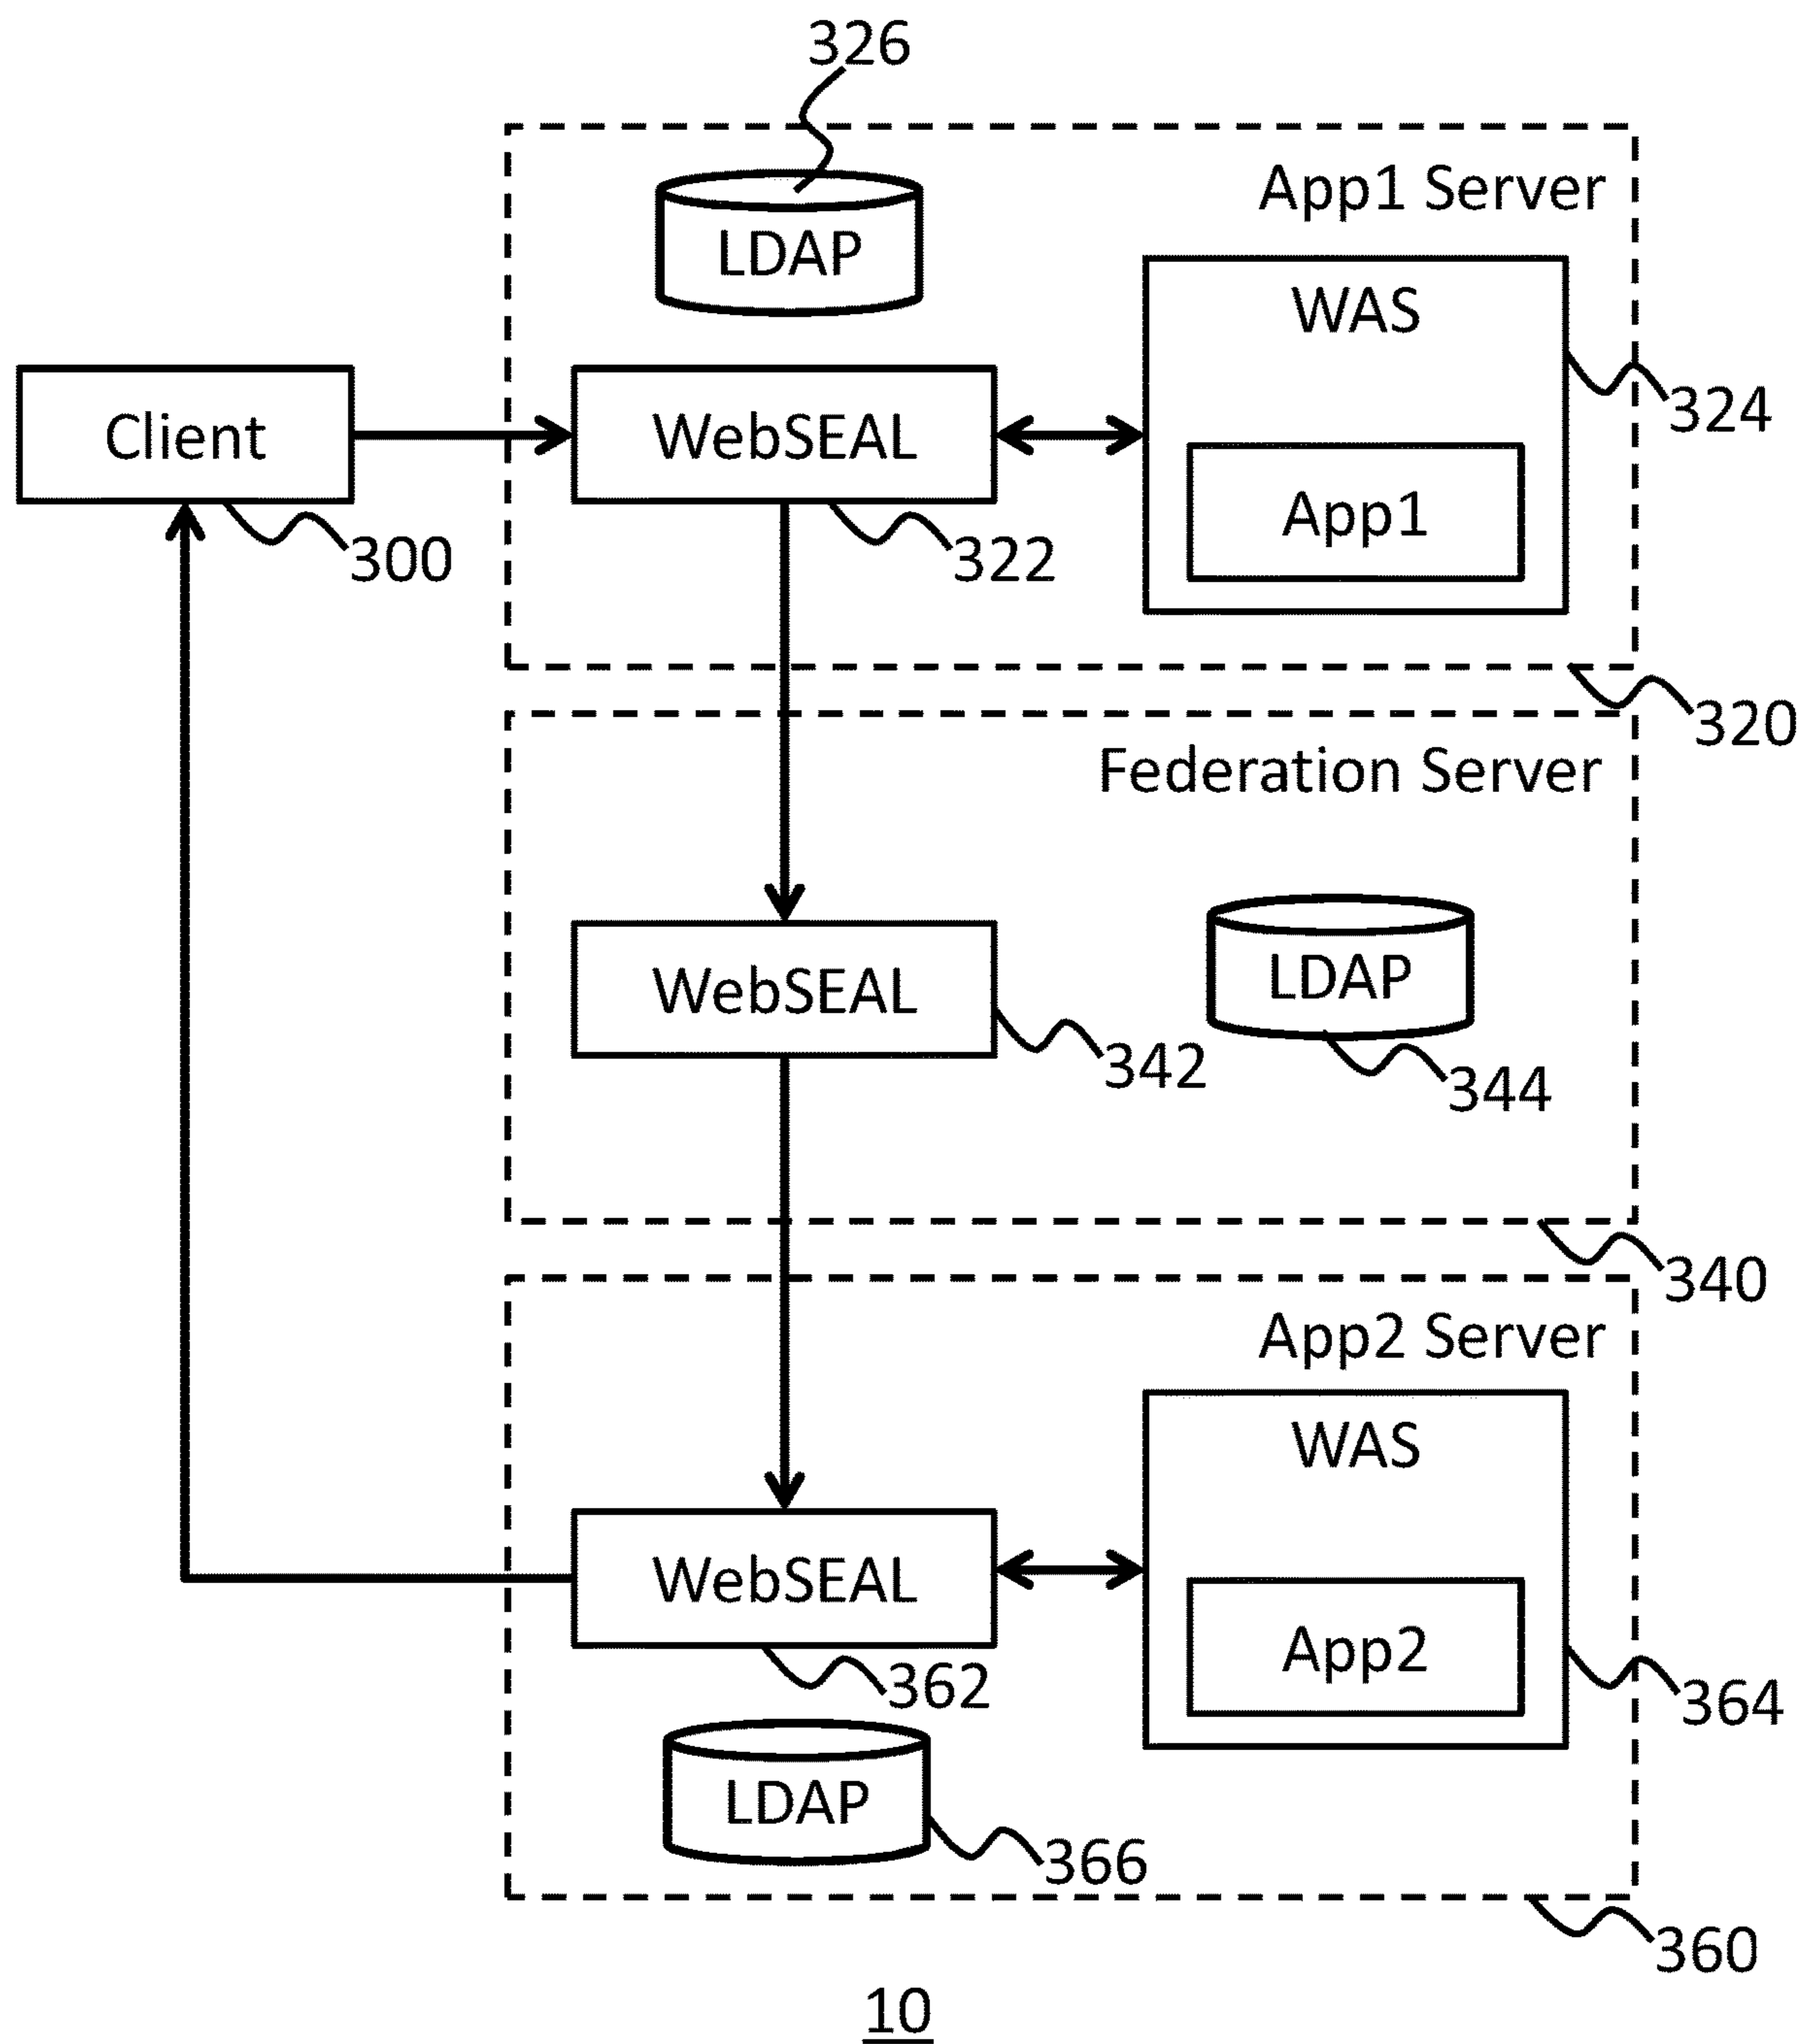 326
App1 Server
LDAP
WAS
Client
WebSEAL
324
App1
300
322
320
Federation Server
WebSEAL
LDAP
342
344
340
App2 Server
WAS
WebSEAL
App2
362
364
LDAP
366
360
10